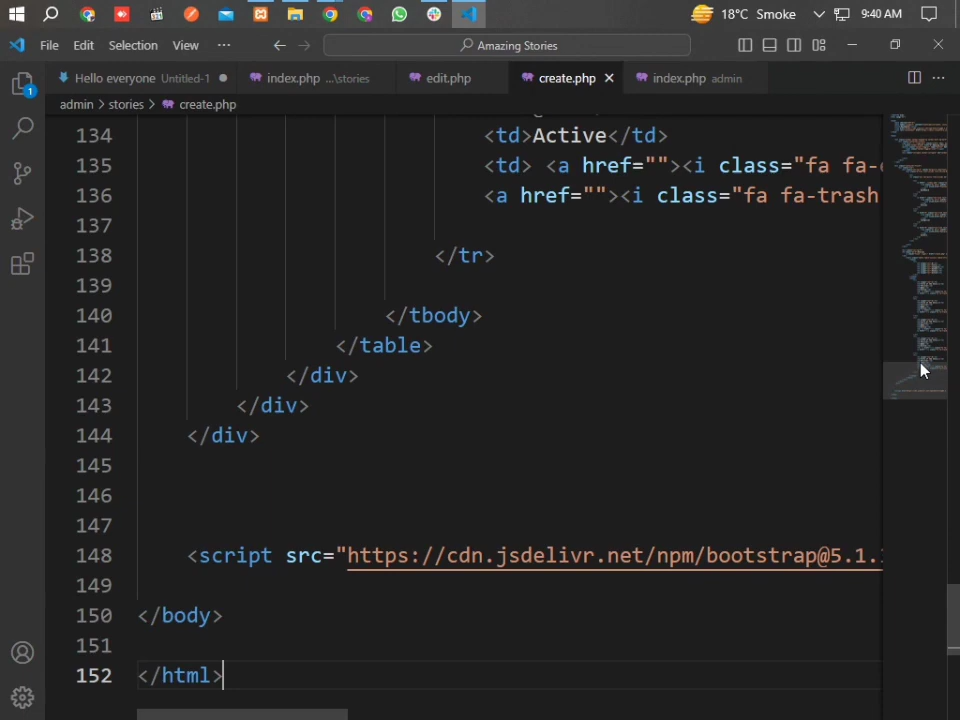 18°C Smoke
9:40 AM
File Edit Selection View ···
Amazing Stories
Hello everyone Untitled-1
index.php ...\stories
edit.php
create.php
index.php admin
admin > stories > create.php
1
134 <td>Active</td>
135 <td> <a href=""><i class="fa fa-
136 <a href=""><i class="fa fa-trash
137
138 </tr>
139
140 </tbody>
141 </table>
142 </div>
143 </div>
144 </div>
145
146
147
148 <script src="https://cdn.jsdelivr.net/npm/bootstrap@5.1.
149
150 </body>
151
152 </html>